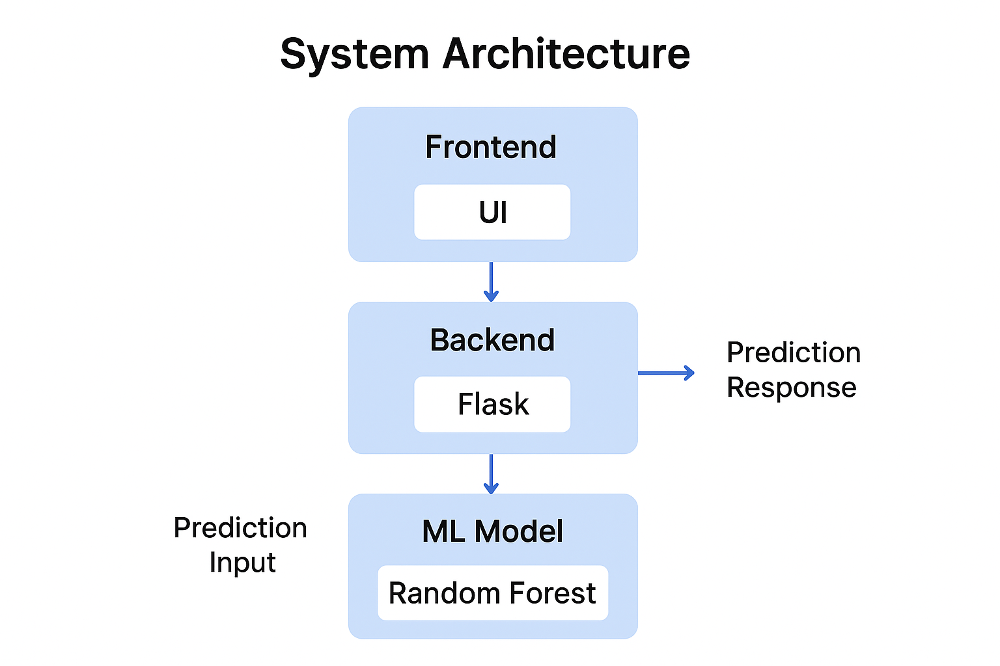 System Architecture
Frontend
UI
Backend
Flask
Prediction
Response
ML Model
Random Forest
Prediction
Input